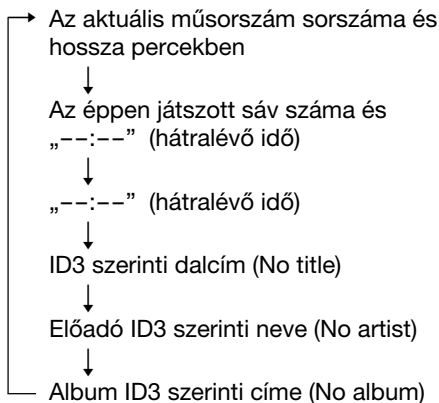 Az aktuális műsorszám sorszáma és
hossza percekben
Az éppen játszott sáv száma és
„--:--” (hátralévő idő)
„--:--” (hátralévő idő)
ID3 szerinti dalcím (No title)
Előadó ID3 szerinti neve (No artist)
Album ID3 szerinti címe (No album)